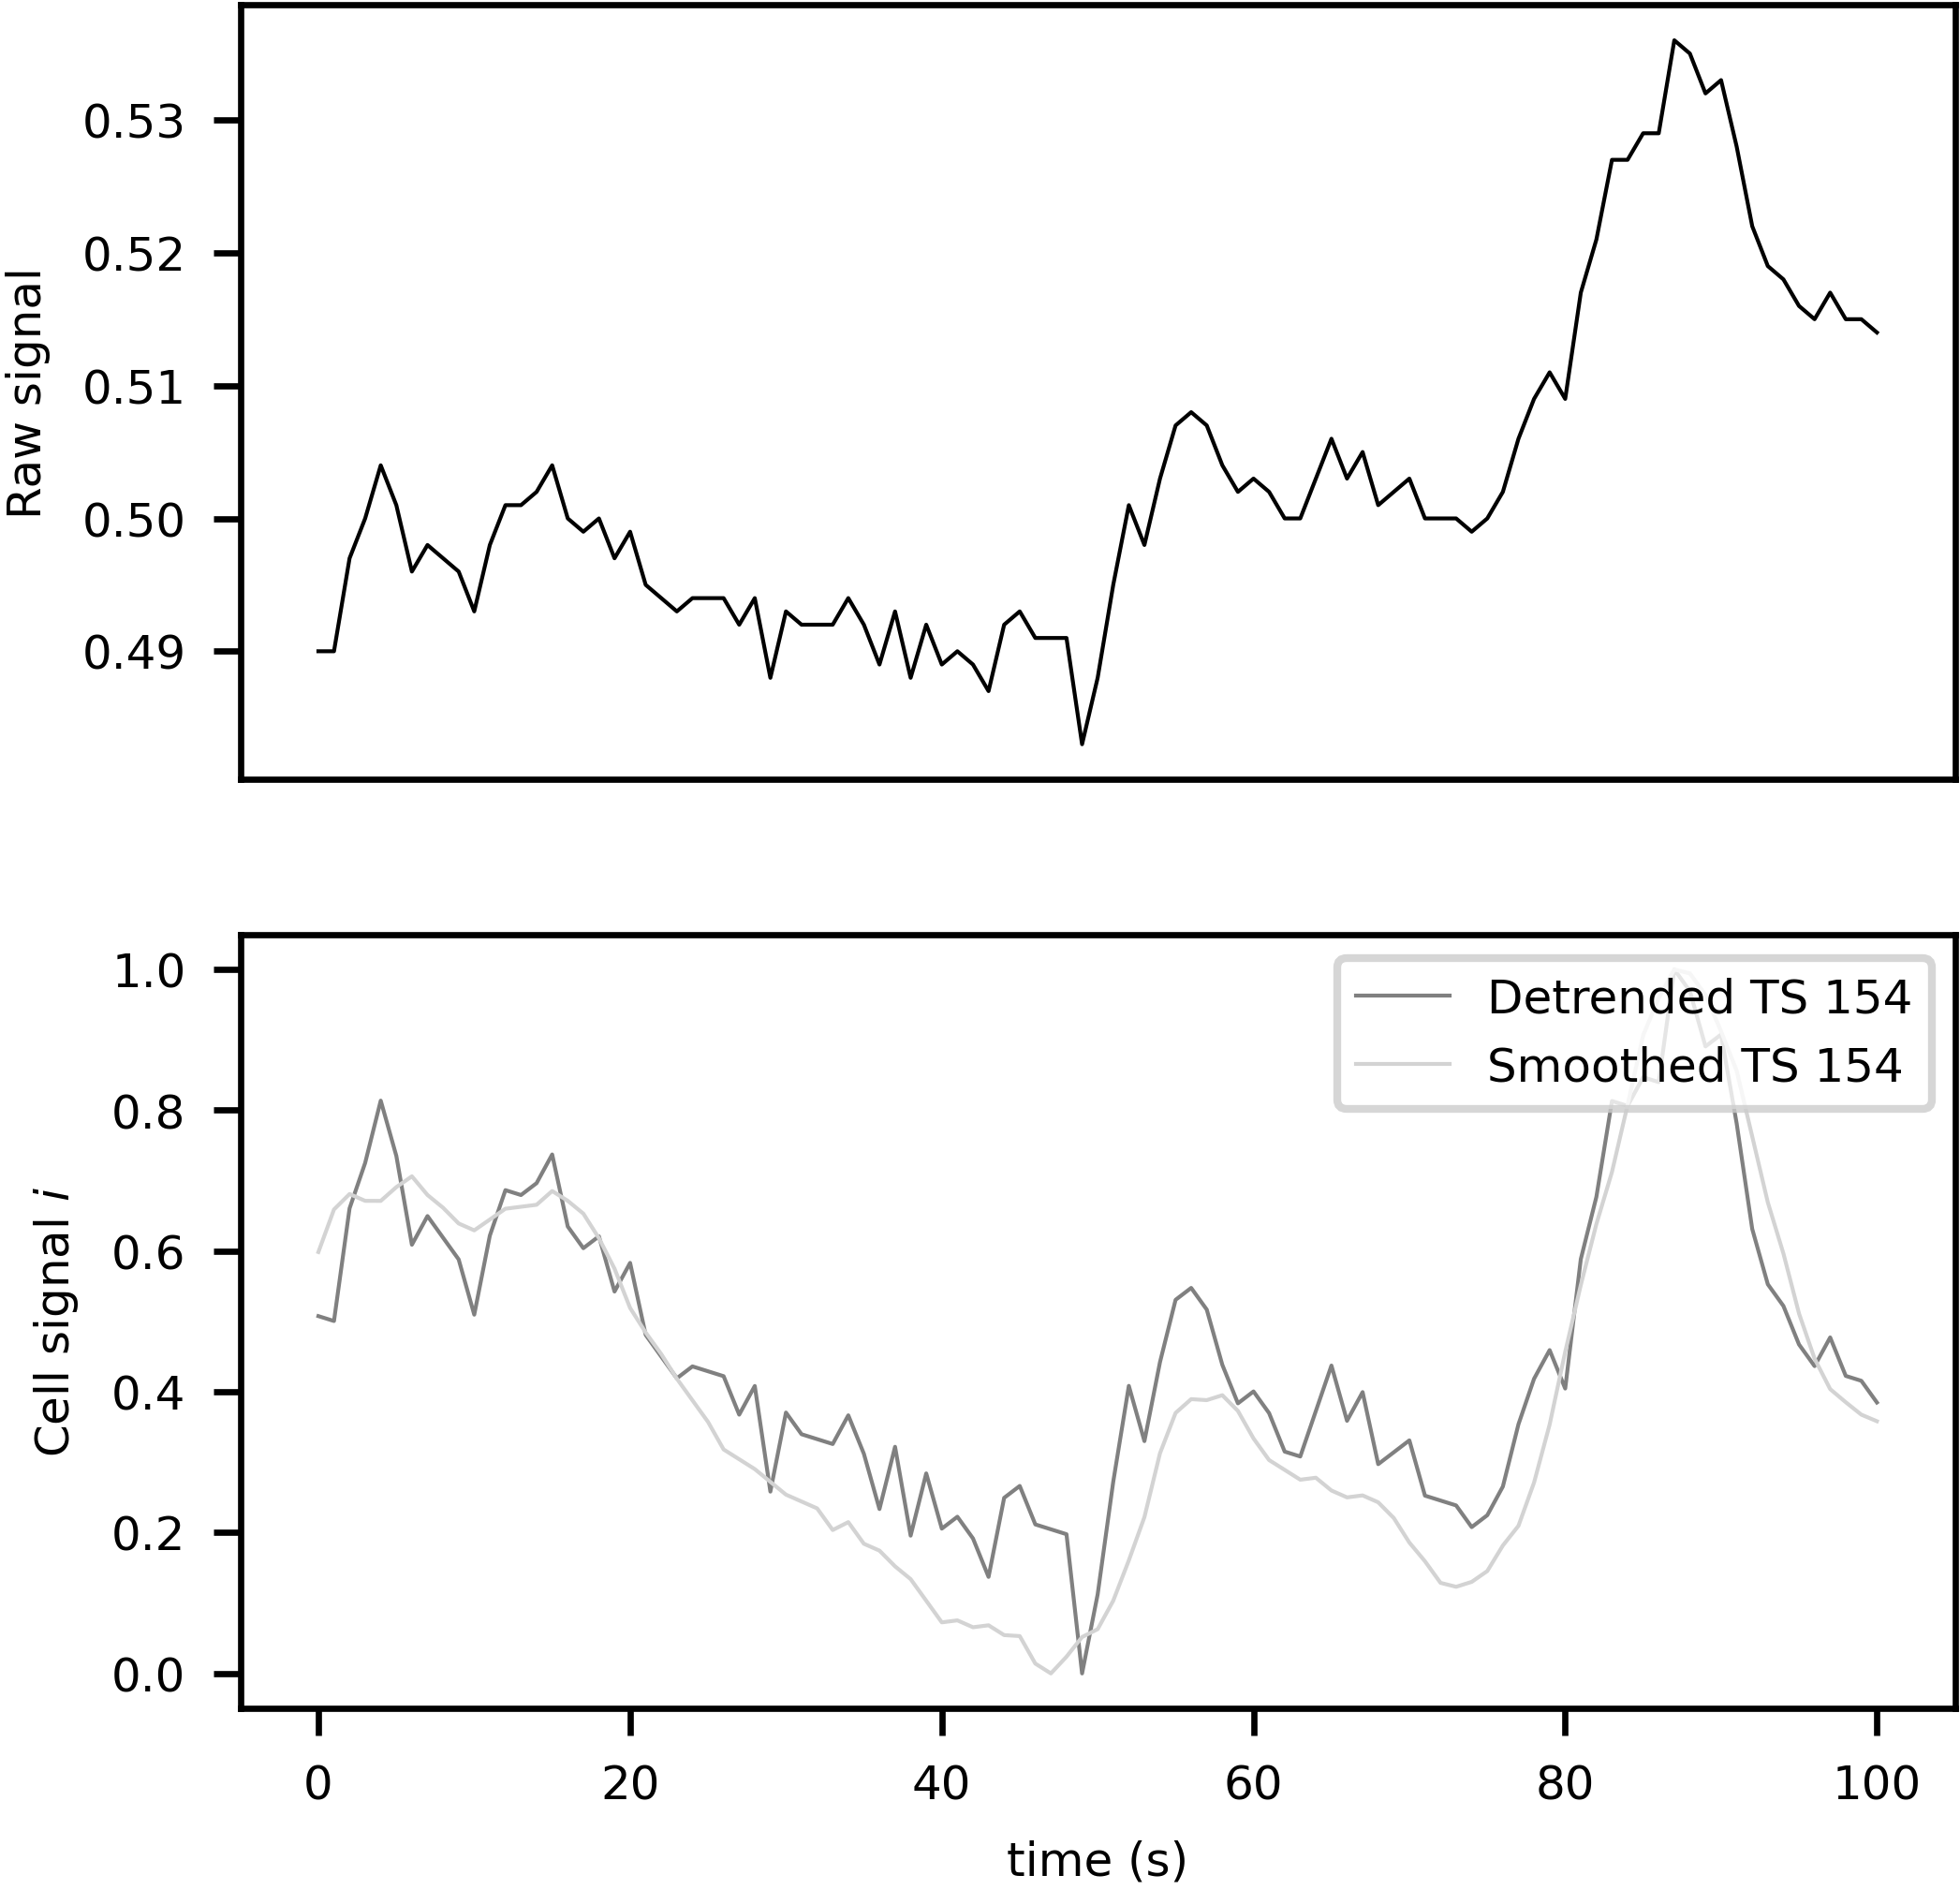 Raw signal
0.53
0.52
0.51
0.50
0.49
Cell signal i
1.0
0.8
0.6
0.4
0.2
0.0
Detrended TS 154
Smoothed TS 154
0 20 40 60 80 100
time (s)